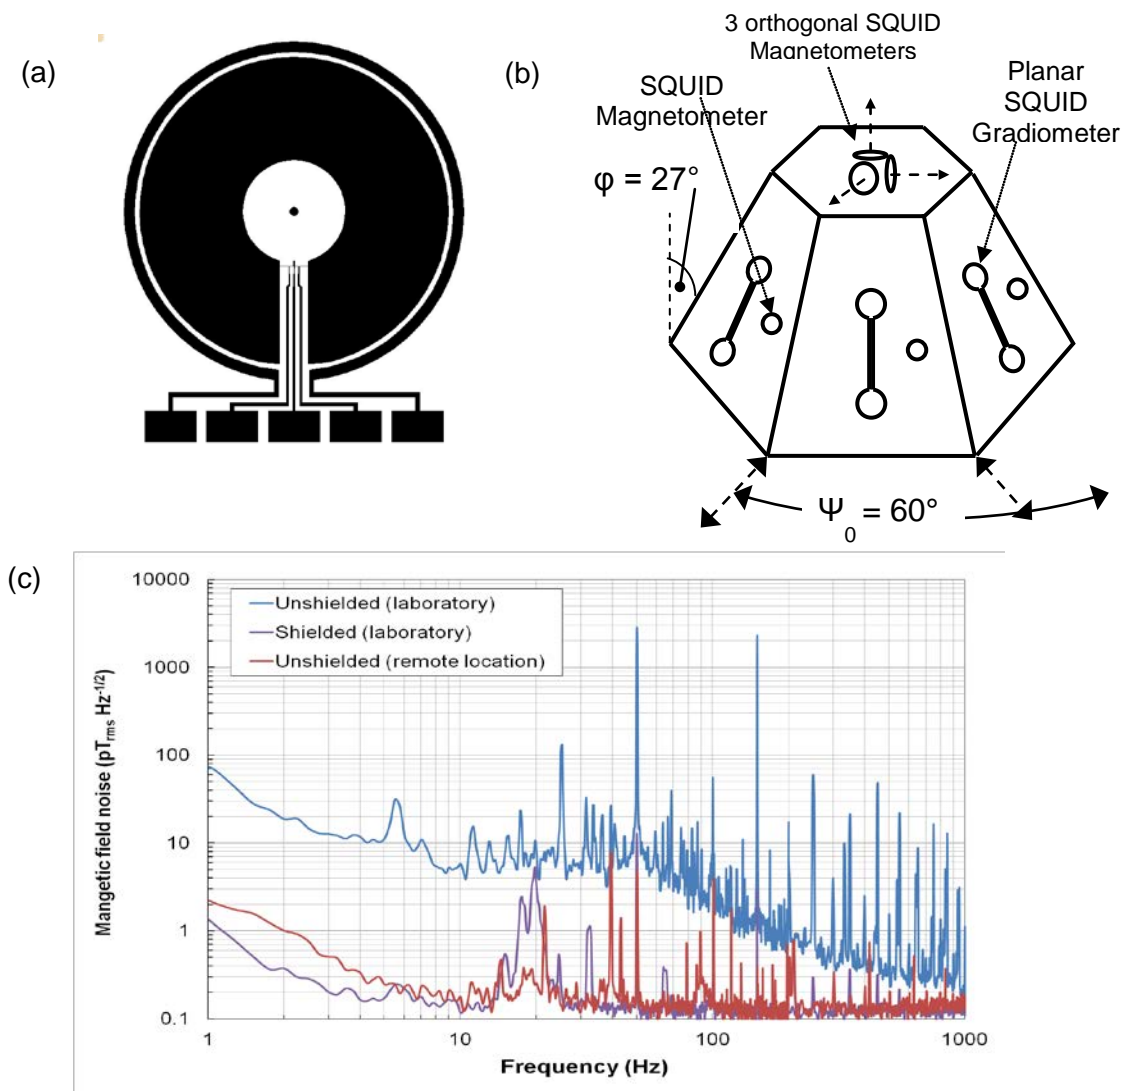 (a)
(b)
3 orthogonal SQUID
Magnetometers
SQUID
Magnetometer
Planar
SQUID
Gradiometer
φ = 27°
Ψ0 = 60°
(c)
10000
1000
100
10
1
0.1
Unshielded (laboratory)
Shielded (laboratory)
Unshielded (remote location)
Mangetic field noise (pTrms Hz-1/2)
1
10
100
1000
Frequency (Hz)